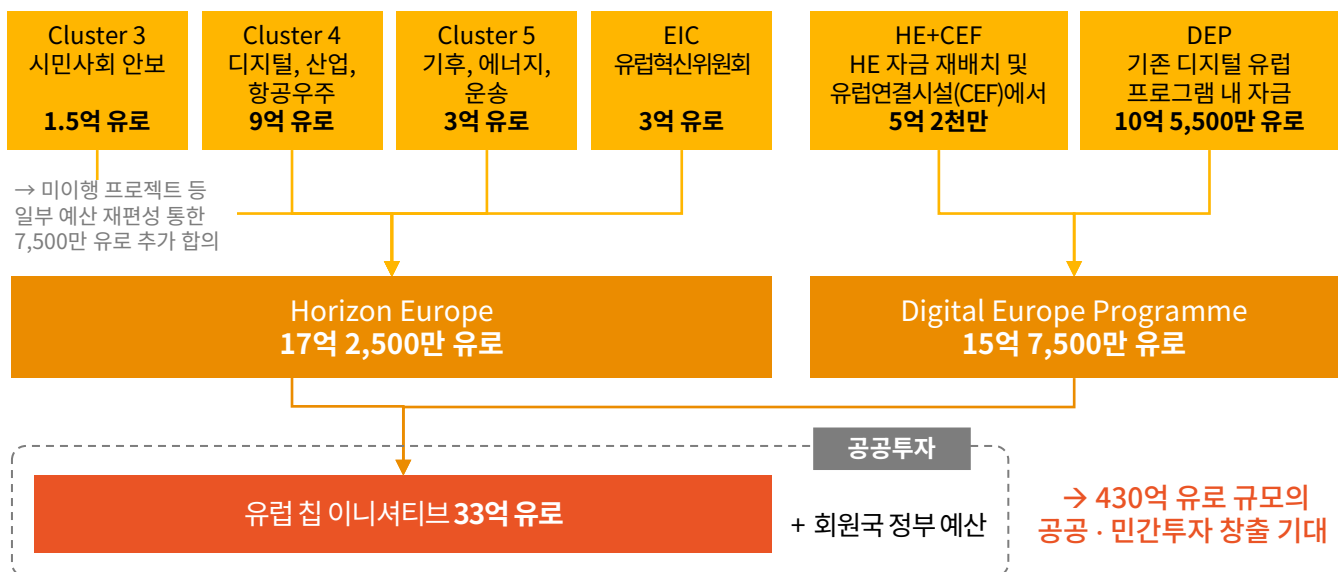 Cluster 3
시민사회 안보
1.5억 유로
Cluster 4
디지털, 산업,
항공우주
9억 유로
Cluster 5
기후, 에너지,
운송
3억 유로
EIC
유럽혁신위원회
3억 유로
HE+CEF
HE 자금 재배치 및
유럽연결시설(CEF)에서
5억 2천만
DEP
기존 디지털 유럽
프로그램 내 자금
10억 5,500만 유로
→ 미이행 프로젝트 등
일부 예산 재편성 통한
7,500만 유로 추가 합의
Horizon Europe
17억 2,500만 유로
Digital Europe Programme
15억 7,500만 유로
공공투자
유럽 칩 이니셔티브 33억 유로
+ 회원국 정부 예산
→ 430억 유로 규모의
공공 · 민간투자 창출 기대